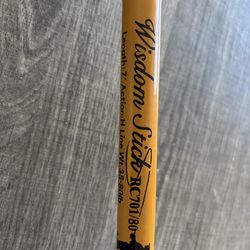 Wisdom Stick
RC701/80
Length: 7' Action: H Line Wt. 35-80lb